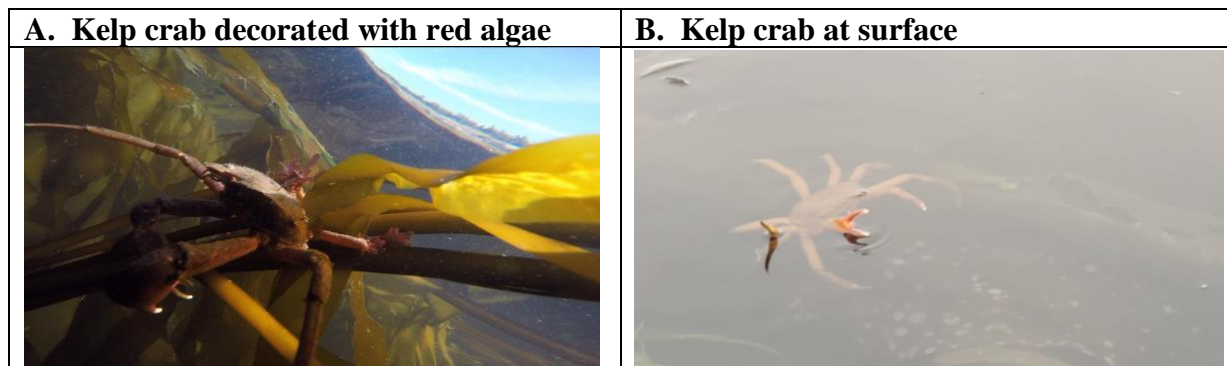 A. Kelp crab decorated with red algae
B. Kelp crab at surface